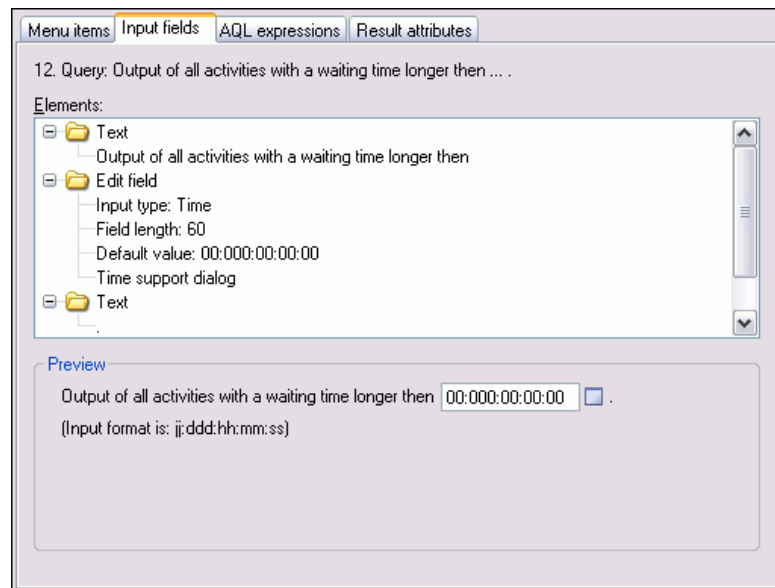 Menu items Input fields AQL expressions Result attributes
12. Query: Output of all activities with a waiting time longer then ... .
Elements:
Text
Output of all activities with a waiting time longer then
Edit field
Input type: Time
Field length: 60
Default value: 00:000:00:00:00
Time support dialog
Text
.
Preview
Output of all activities with a waiting time longer then 00:000:00:00:00 .
(Input format is: jj:ddd:hh:mm:ss)